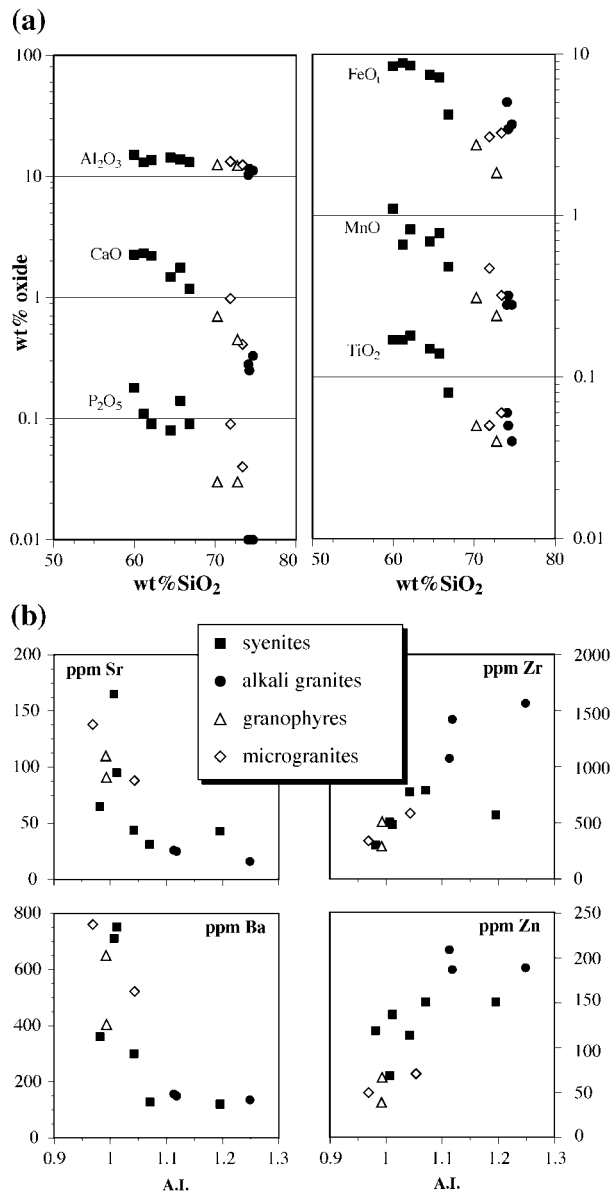 (a)
100
10
1
0.1
0.01
wt% oxide
Al₂O₃
CaO
P₂O₅
50 60 70 80
wt%SiO₂
FeOₜ
MnO
TiO₂
10
1
0.1
50 60 70 80
wt%SiO₂
(b)
syenites
alkali granites
granophyres
microgranites
200
150
100
50
0
ppm Sr
ppm Zr
2000
1500
1000
500
0
800
600
400
200
0
ppm Ba
0.9 1 1.1 1.2 1.3
A.I.
ppm Zn
250
200
150
100
50
0
0.9 1 1.1 1.2 1.3
A.I.